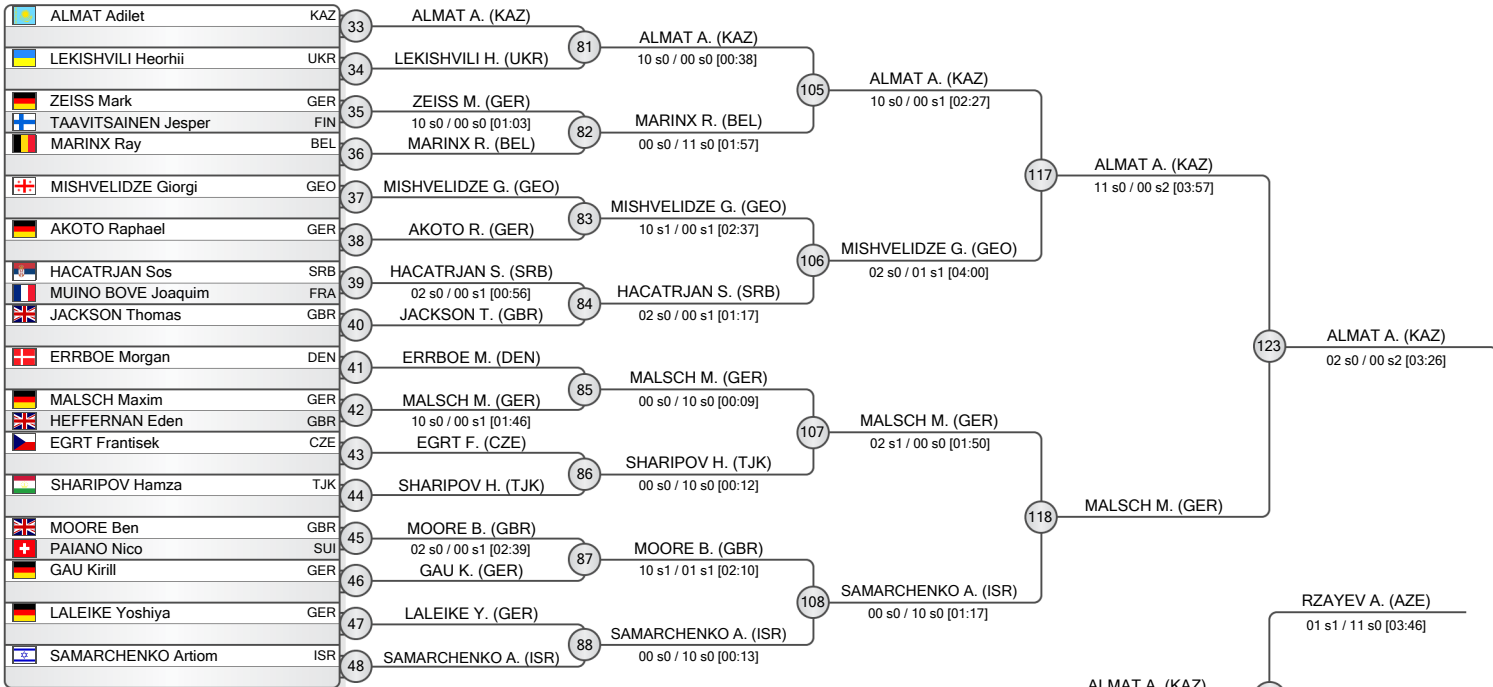 ALMAT Adilet KAZ
LEKISHVILI Heorhii UKR
ZEISS Mark GER
TAAVITSAINEN Jesper FIN
MARINX Ray BEL
MISHVELIDZE Giorgi GEO
AKOTO Raphael GER
HACATRJAN Sos SRB
MUINO BOVE Joaquim FRA
JACKSON Thomas GBR
ERRBOE Morgan DEN
MALSCH Maxim GER
HEFFERNAN Eden GBR
EGRT Frantisek CZE
SHARIPOV Hamza TJK
MOORE Ben GBR
PAIANO Nico SUI
GAU Kirill GER
LALEIKE Yoshiya GER
SAMARCHENKO Artiom ISR
33
34
35
36
37
38
39
40
41
42
43
44
45
46
47
48
ALMAT A. (KAZ)
LEKISHVILI H. (UKR)
ZEISS M. (GER)
10 s0 / 00 s0 [01:03]
MARINX R. (BEL)
MISHVELIDZE G. (GEO)
AKOTO R. (GER)
HACATRJAN S. (SRB)
02 s0 / 00 s1 [00:56]
JACKSON T. (GBR)
ERRBOE M. (DEN)
MALSCH M. (GER)
10 s0 / 00 s1 [01:46]
EGRT F. (CZE)
SHARIPOV H. (TJK)
MOORE B. (GBR)
02 s0 / 00 s1 [02:39]
GAU K. (GER)
LALEIKE Y. (GER)
SAMARCHENKO A. (ISR)
81
82
83
84
85
86
87
88
ALMAT A. (KAZ)
10 s0 / 00 s0 [00:38]
MARINX R. (BEL)
00 s0 / 11 s0 [01:57]
MISHVELIDZE G. (GEO)
10 s1 / 00 s1 [02:37]
HACATRJAN S. (SRB)
02 s0 / 00 s1 [01:17]
MALSCH M. (GER)
00 s0 / 10 s0 [00:09]
SHARIPOV H. (TJK)
00 s0 / 10 s0 [00:12]
MOORE B. (GBR)
10 s1 / 01 s1 [02:10]
SAMARCHENKO A. (ISR)
00 s0 / 10 s0 [00:13]
105
106
107
108
ALMAT A. (KAZ)
10 s0 / 00 s1 [02:27]
MISHVELIDZE G. (GEO)
02 s0 / 01 s1 [04:00]
MALSCH M. (GER)
02 s1 / 00 s0 [01:50]
SAMARCHENKO A. (ISR)
00 s0 / 10 s0 [01:17]
117
118
ALMAT A. (KAZ)
11 s0 / 00 s2 [03:57]
MALSCH M. (GER)
123
ALMAT A. (KAZ)
02 s0 / 00 s2 [03:26]
RZAYEV A. (AZE)
01 s1 / 11 s0 [03:46]
ALMAT A. (KAZ)